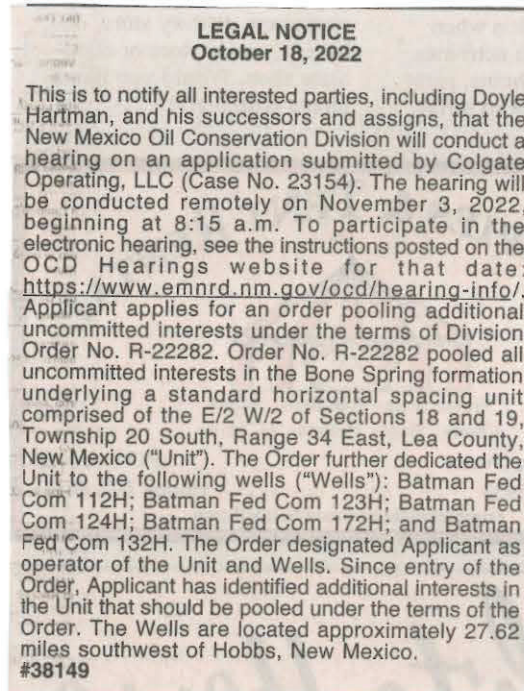 LEGAL NOTICE
October 18, 2022
This is to notify all interested parties, including Doyle
Hartman, and his successors and assigns, that the
New Mexico Oil Conservation Division will conduct a
hearing on an application submitted by Colgate
Operating, LLC (Case No. 23154). The hearing will
be conducted remotely on November 3, 2022,
beginning at 8:15 a.m. To participate in the
electronic hearing, see the instructions posted on the
OCD Hearings website for that date:
https://www.emnrd.nm.gov/ocd/hearing-info/.
Applicant applies for an order pooling additional
uncommitted interests under the terms of Division
Order No. R-22282. Order No. R-22282 pooled all
uncommitted interests in the Bone Spring formation
underlying a standard horizontal spacing unit
comprised of the E/2 W/2 of Sections 18 and 19,
Township 20 South, Range 34 East, Lea County,
New Mexico ("Unit"). The Order further dedicated the
Unit to the following wells ("Wells"): Batman Fed
Com 112H; Batman Fed Com 123H; Batman Fed
Com 124H; Batman Fed Com 172H; and Batman
Fed Com 132H. The Order designated Applicant as
operator of the Unit and Wells. Since entry of the
Order, Applicant has identified additional interests in
the Unit that should be pooled under the terms of the
Order. The Wells are located approximately 27.62
miles southwest of Hobbs, New Mexico.
#38149